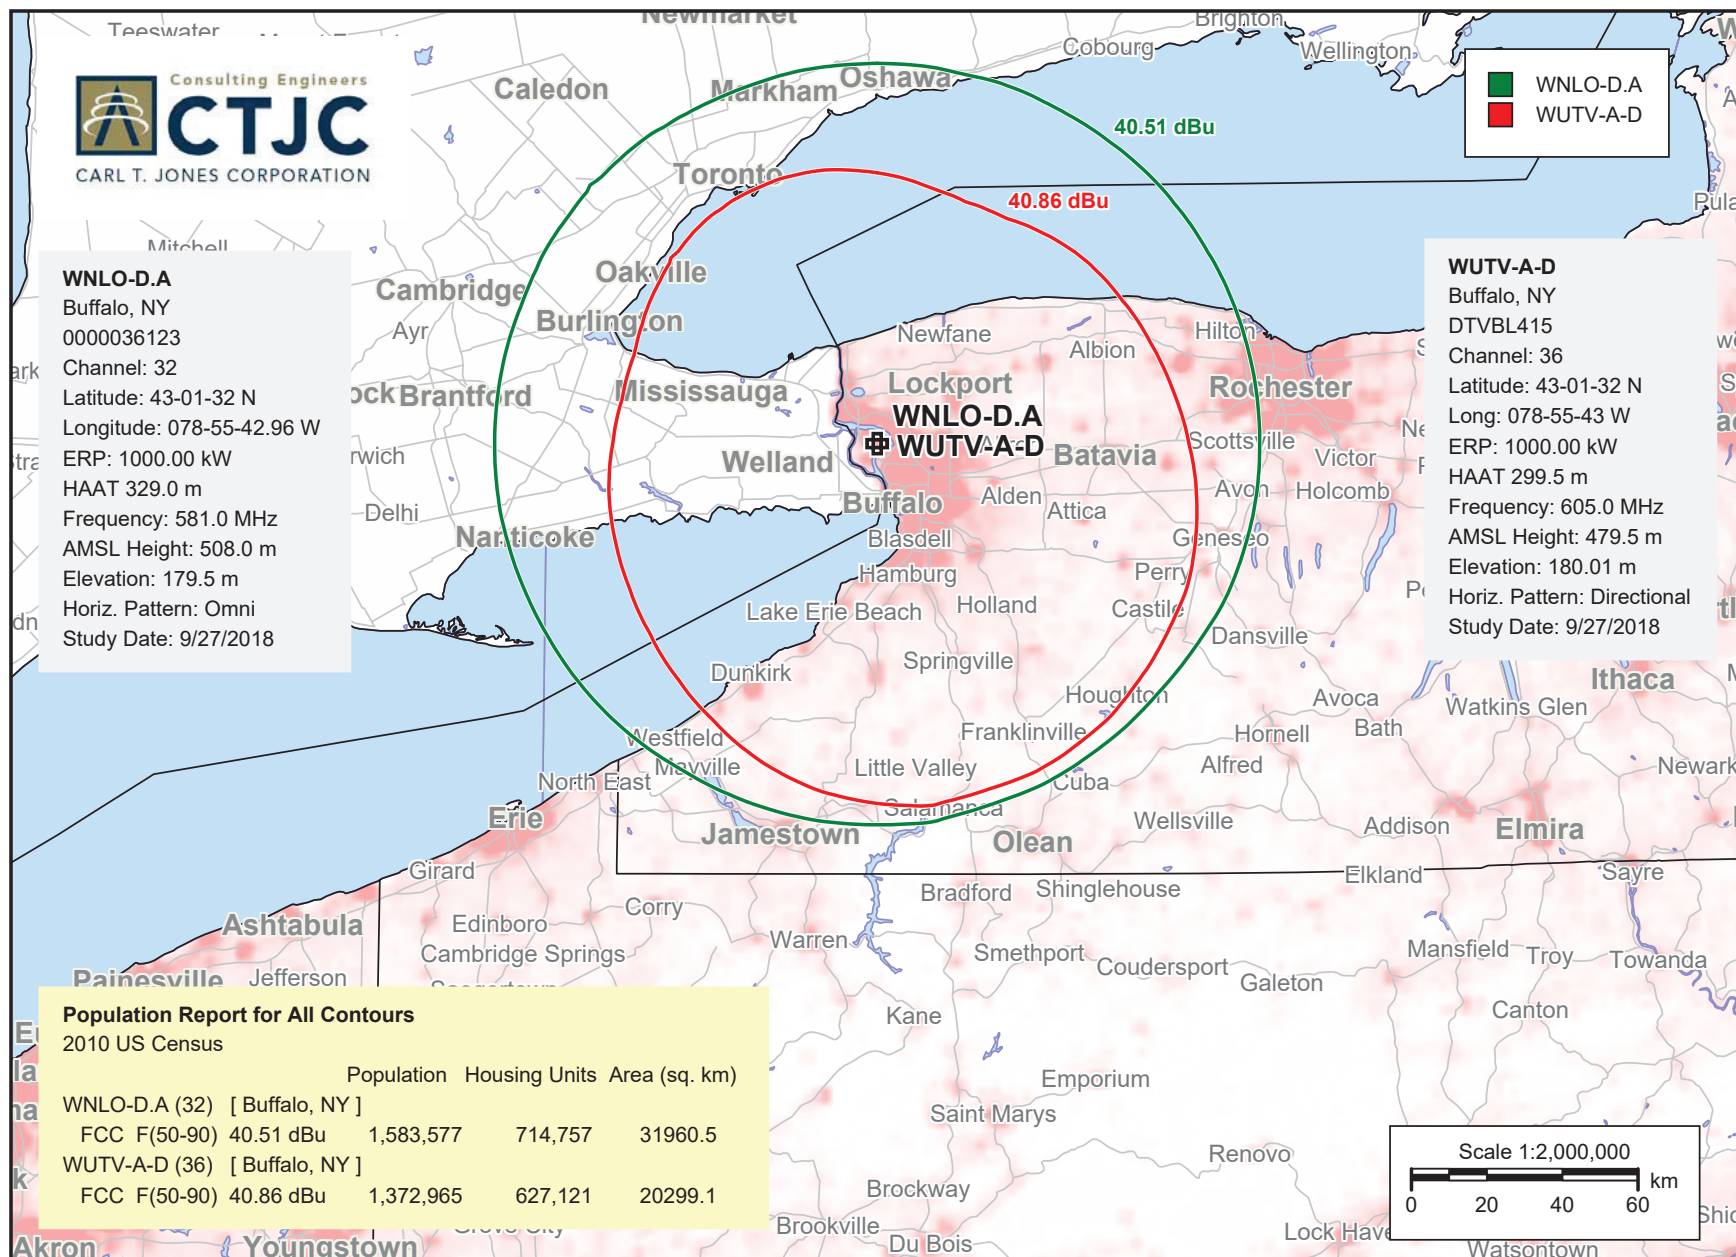 Newmarket
Brighton
Teeswater
Cobourg
Wellington
Consulting Engineers
CTJC
CARL T. JONES CORPORATION
Caledon
Markham
Oshawa
40.51 dBu
WNLO-D.A
WUTV-A-D
Toronto
40.86 dBu
Mitchell
Oakville
Cambridge
Burlington
Ayr
Newfane
Hilton
Albion
Brantford
Mississauga
Lockport
Rochester
WNLO-D.A
WUTV-A-D
Welland
Batavia
Scottsville
Victor
Delhi
Buffalo
Alden
Attica
Avon
Holcomb
Nanticoke
Blasdell
Geneseo
Hamburg
Perry
Lake Erie Beach
Holland
Castile
Dansville
Springville
Dunkirk
Houghton
Avoca
Ithaca
Watkins Glen
Westfield
Franklinville
Hornell
Bath
Mayville
Little Valley
Alfred
Newark
North East
Cuba
Salamanca
Erie
Jamestown
Olean
Wellsville
Addison
Elmira
Girard
Elkland
Sayre
Bradford
Shinglehouse
Corry
Ashtabula
Edinboro
Cambridge Springs
Warren
Smethport
Coudersport
Mansfield
Troy
Towanda
Painesville
Jefferson
Galeton
Kane
Canton
Emporium
Saint Marys
Renovo
Brockway
Brookville
Du Bois
Lock Have
Watsontown
Akron
Youngstown
WNLO-D.A
Buffalo, NY
0000036123
Channel: 32
Latitude: 43-01-32 N
Longitude: 078-55-42.96 W
ERP: 1000.00 kW
HAAT 329.0 m
Frequency: 581.0 MHz
AMSL Height: 508.0 m
Elevation: 179.5 m
Horiz. Pattern: Omni
Study Date: 9/27/2018
WUTV-A-D
Buffalo, NY
DTVBL415
Channel: 36
Latitude: 43-01-32 N
Long: 078-55-43 W
ERP: 1000.00 kW
HAAT 299.5 m
Frequency: 605.0 MHz
AMSL Height: 479.5 m
Elevation: 180.01 m
Horiz. Pattern: Directional
Study Date: 9/27/2018
Population Report for All Contours
2010 US Census
Population Housing Units Area (sq. km)
WNLO-D.A (32) [ Buffalo, NY ]
FCC F(50-90) 40.51 dBu 1,583,577 714,757 31960.5
WUTV-A-D (36) [ Buffalo, NY ]
FCC F(50-90) 40.86 dBu 1,372,965 627,121 20299.1
Scale 1:2,000,000
km
0 20 40 60